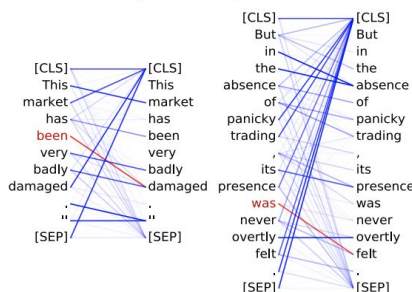 [CLS] [CLS]
This This
market market
has has
been been
very very
badly badly
damaged damaged
. .
" "
[SEP] [SEP]
[CLS] [CLS]
But But
in in
the the
absence absence
of of
panicky panicky
trading trading
, ,
its its
presence presence
was was
never never
overtly overtly
felt felt
. .
[SEP] [SEP]